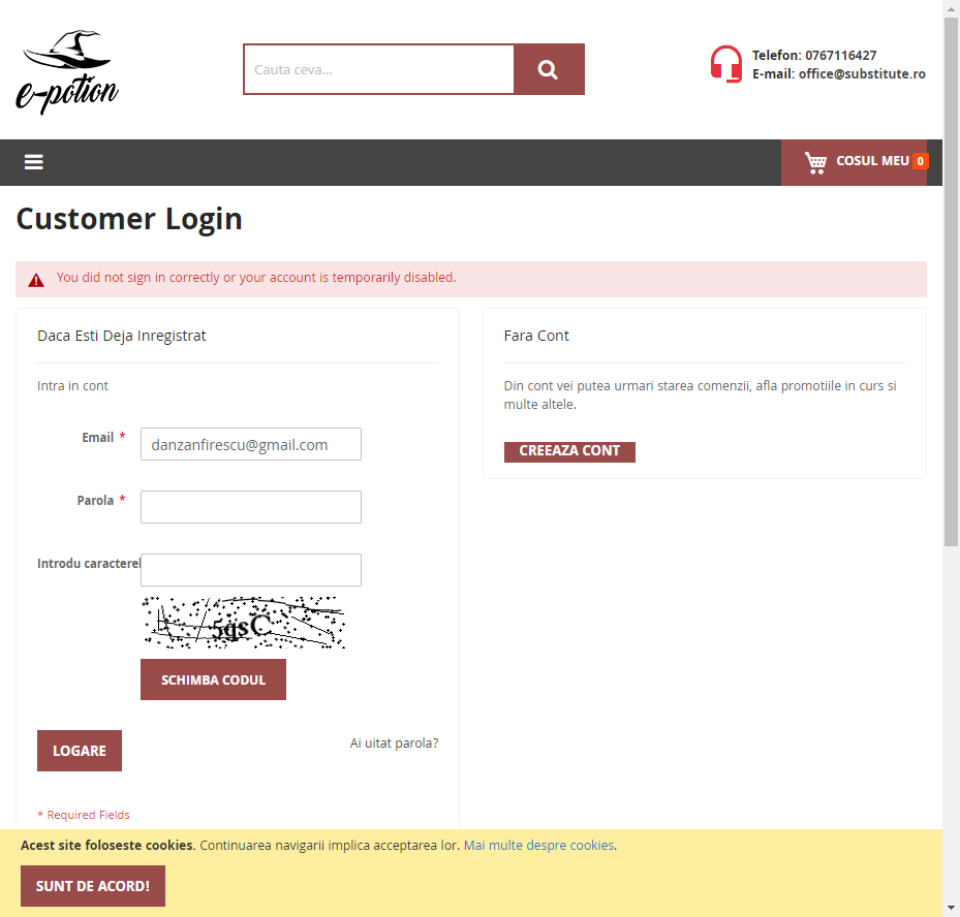 e-potion
Cauta ceva...
Telefon: 0767116427
E-mail: office@substitute.ro
COSUL MEU 0
Customer Login
You did not sign in correctly or your account is temporarily disabled.
Daca Esti Deja Inregistrat
Intra in cont
Email *
danzanfirescu@gmail.com
Parola *
Introdu caracterel
5qsC
SCHIMBA CODUL
LOGARE
Ai uitat parola?
* Required Fields
Fara Cont
Din cont vei putea urmari starea comenzii, afla promotiile in curs si
multe altele.
CREEAZA CONT
Acest site foloseste cookies. Continuarea navigarii implica acceptarea lor. Mai multe despre cookies.
SUNT DE ACORD!